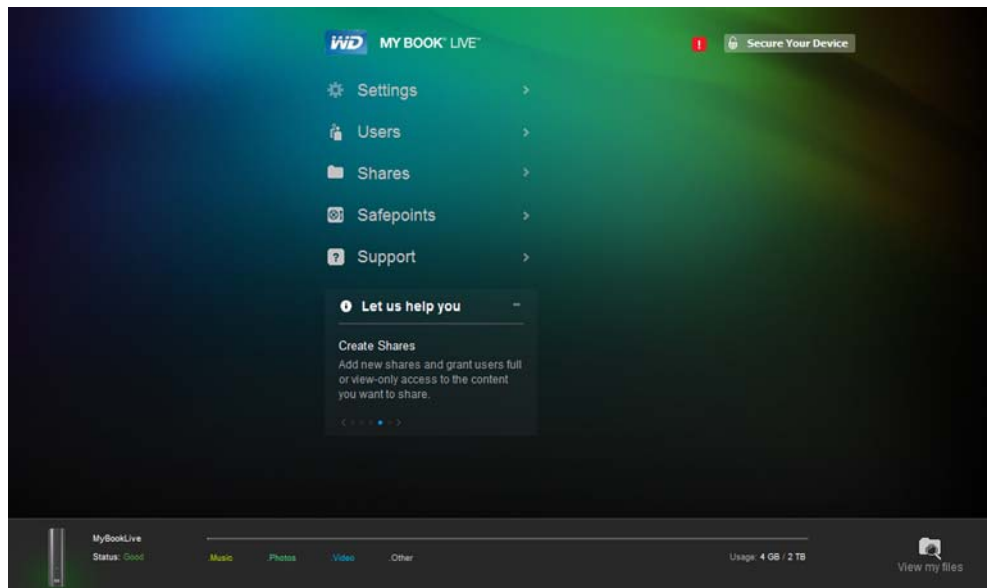 WD MY BOOK™ LIVE™
! Secure Your Device
Settings
Users
Shares
Safepoints
? Support
Let us help you
Create Shares
Add new shares and grant users full
or view-only access to the content
you want to share.
MyBookLive
Status: Good
.Music .Photos .Video .Other
Usage: 4 GB / 2 TB
View my files